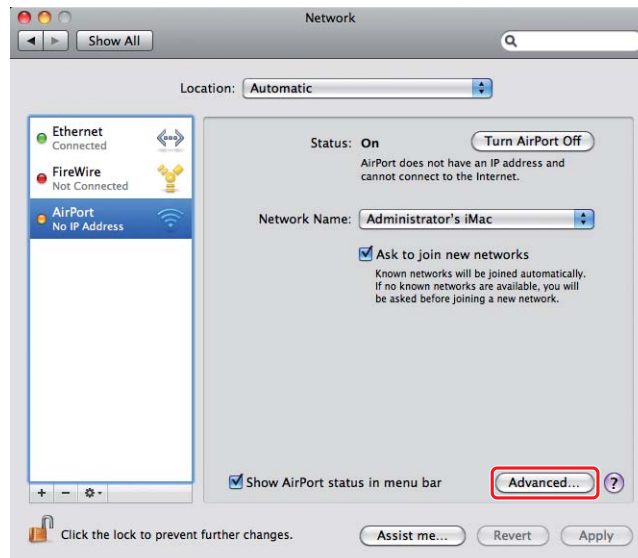 Network
Show All
Location: Automatic
Ethernet
Connected
FireWire
Not Connected
AirPort
No IP Address
Status: On
Turn AirPort Off
AirPort does not have an IP address and
cannot connect to the Internet.
Network Name: Administrator's iMac
Ask to join new networks
Known networks will be joined automatically.
If no known networks are available, you will
be asked before joining a new network.
Show AirPort status in menu bar
Advanced...
?
Click the lock to prevent further changes.
Assist me...
Revert
Apply